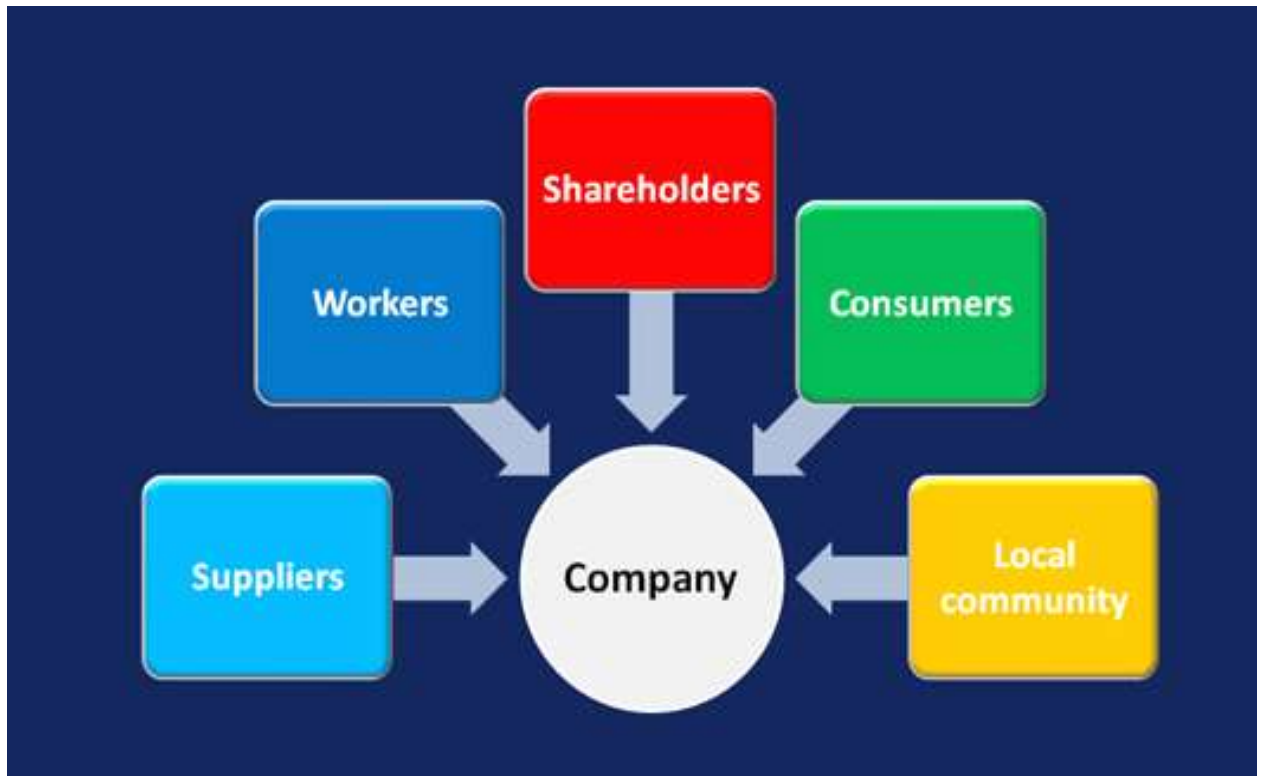 Shareholders
Workers
Consumers
Suppliers
Company
Local
community